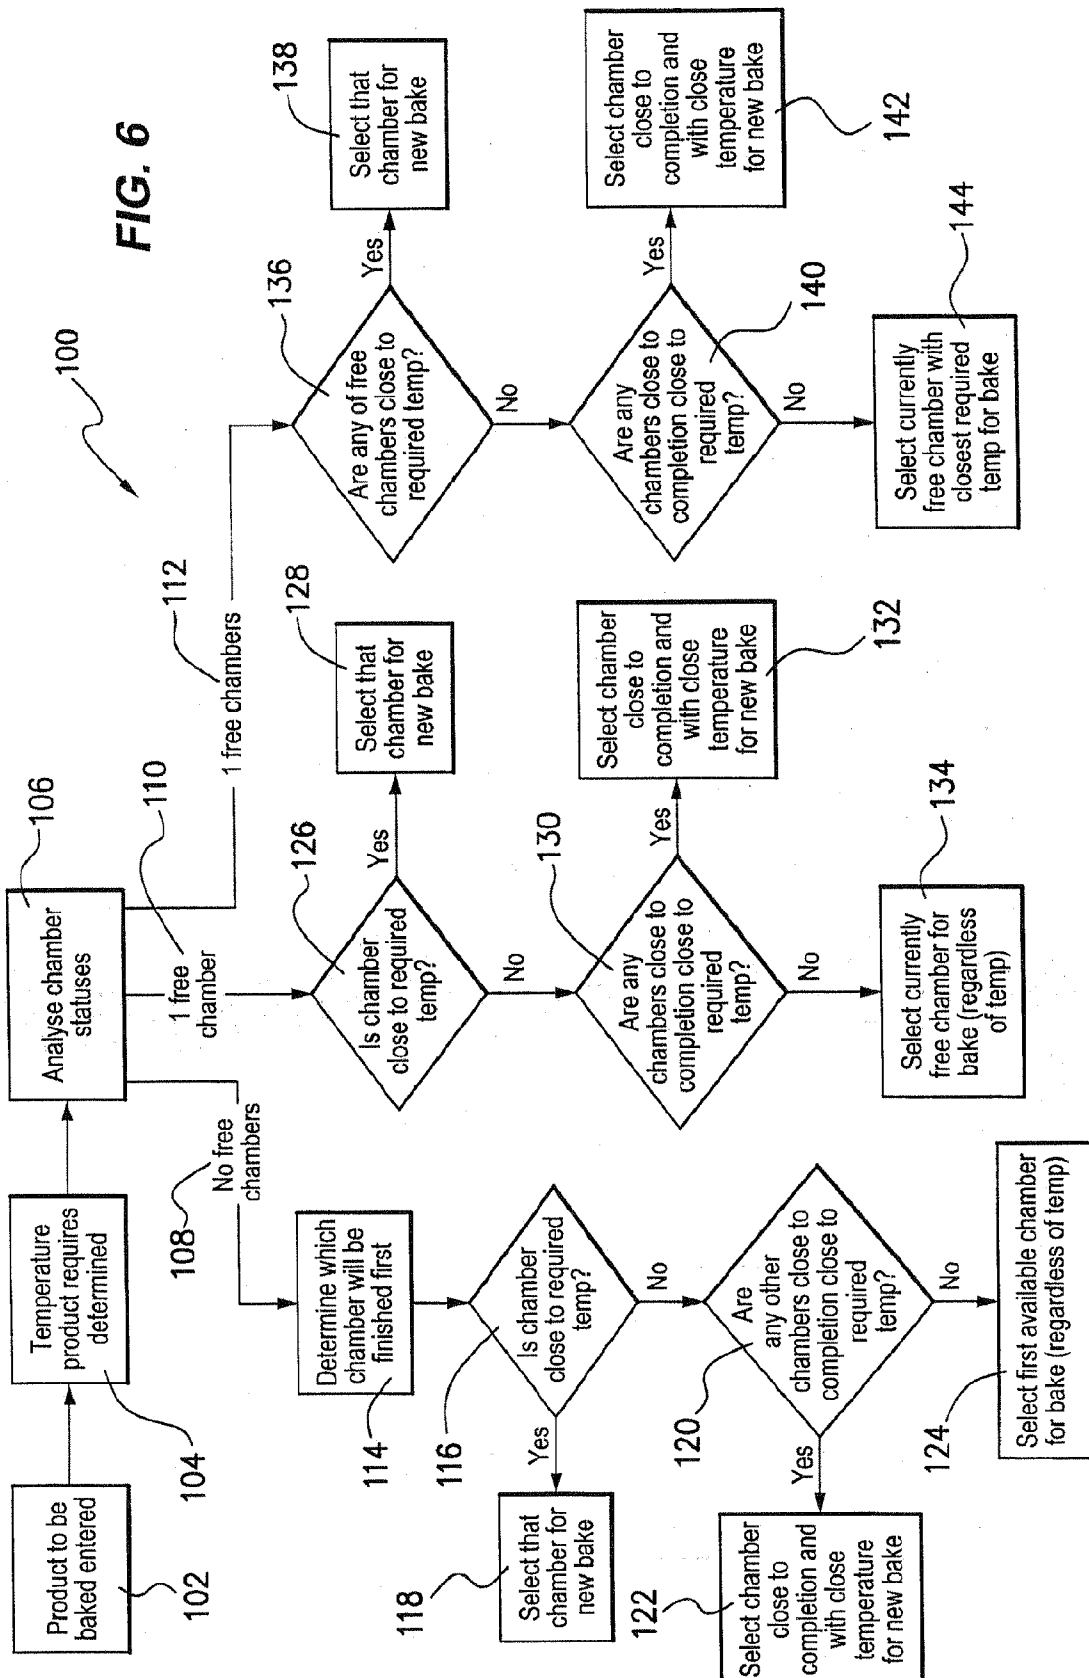 FIG. 6
100
Product to be
baked entered
102
Temperature
product requires
determined
104
Analyse chamber
statuses
106
No free
chambers
108
1 free
chamber
110
1 free chambers
112
Determine which
chamber will be
finished first
114
Is chamber
close to required
temp?
116
Yes
No
Select that
chamber for
new bake
118
Are
any other
chambers close to
completion close to
required
temp?
120
Yes
No
Select chamber
close to
completion and
with close
temperature
for new bake
122
Select first available chamber
for bake (regardless of temp)
124
Is chamber
close to required
temp?
126
Yes
No
Select that
chamber for
new bake
128
Are any
chambers close to
completion close to
required
temp?
130
Yes
No
Select chamber
close to
completion and
with close
temperature
for new bake
132
Select currently
free chamber for
bake (regardless
of temp)
134
Are any of free
chambers close to
required temp?
136
Yes
No
Select that
chamber for
new bake
138
Are any
chambers close to
completion close to
required
temp?
140
Yes
No
Select chamber
close to
completion and
with close
temperature
for new bake
142
Select currently
free chamber with
closest required
temp for bake
144